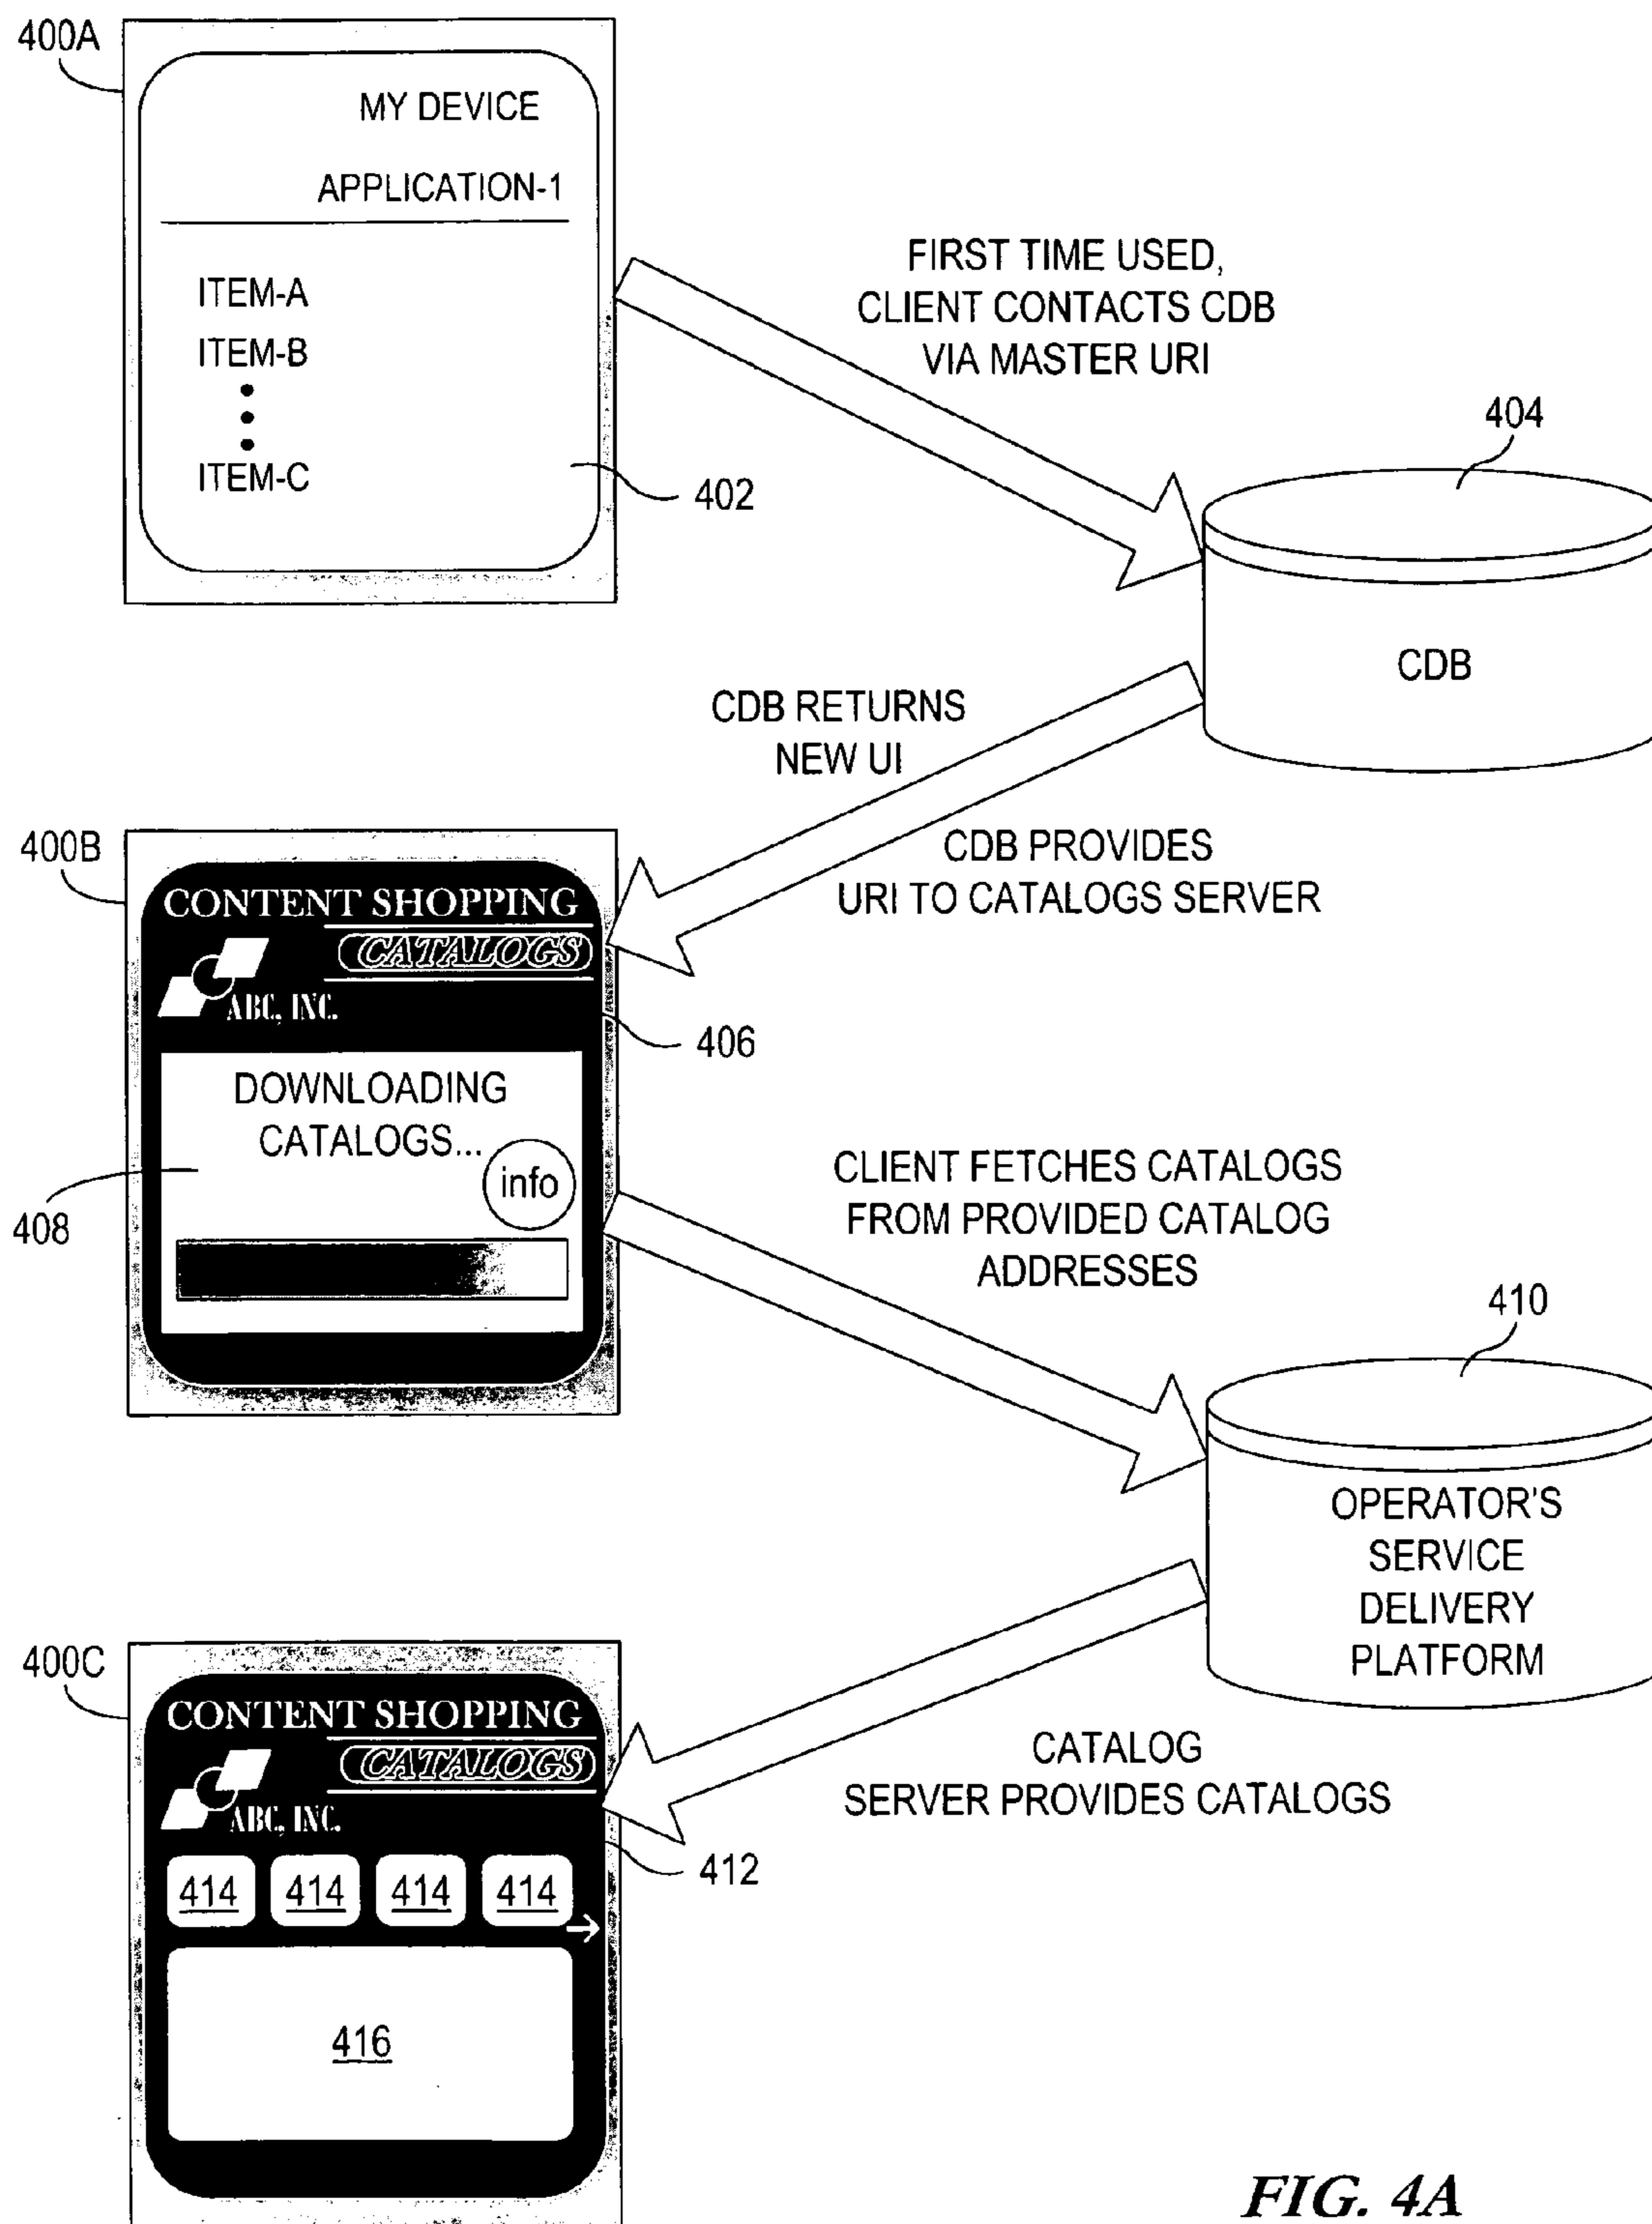 400A
MY DEVICE
APPLICATION-1
ITEM-A
ITEM-B
ITEM-C
402
FIRST TIME USED,
CLIENT CONTACTS CDB
VIA MASTER URI
404
CDB
CDB RETURNS
NEW UI
CDB PROVIDES
URI TO CATALOGS SERVER
400B
CONTENT SHOPPING
CATALOGS
ABC, INC.
406
DOWNLOADING
CATALOGS...
info
408
CLIENT FETCHES CATALOGS
FROM PROVIDED CATALOG
ADDRESSES
410
OPERATOR'S
SERVICE
DELIVERY
PLATFORM
CATALOG
SERVER PROVIDES CATALOGS
400C
CONTENT SHOPPING
CATALOGS
ABC, INC.
412
414 414 414 414
416
FIG. 4A